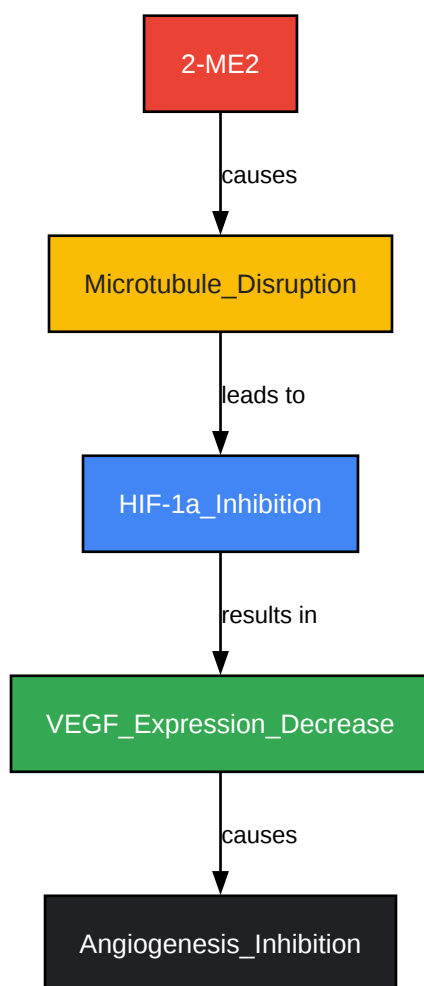 2-ME2
causes
Microtubule_Disruption
leads to
HIF-1a_Inhibition
results in
VEGF_Expression_Decrease
causes
Angiogenesis_Inhibition